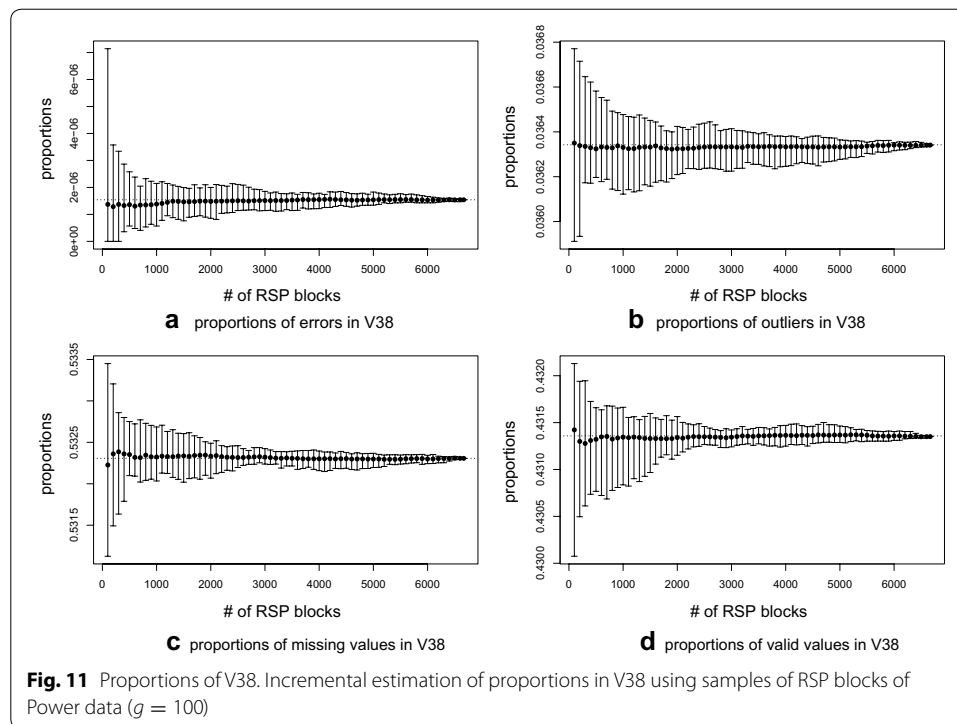 proportions
0e+00 2e-06 4e-06 6e-06
0 1000 2000 3000 4000 5000 6000
# of RSP blocks
a proportions of errors in V38
proportions
0.0360 0.0362 0.0364 0.0366 0.0368
0 1000 2000 3000 4000 5000 6000
# of RSP blocks
b proportions of outliers in V38
proportions
0.5315 0.5325 0.5335
0 1000 2000 3000 4000 5000 6000
# of RSP blocks
c proportions of missing values in V38
proportions
0.4300 0.4305 0.4310 0.4315 0.4320
0 1000 2000 3000 4000 5000 6000
# of RSP blocks
d proportions of valid values in V38
Fig. 11 Proportions of V38. Incremental estimation of proportions in V38 using samples of RSP blocks of
Power data (g = 100)